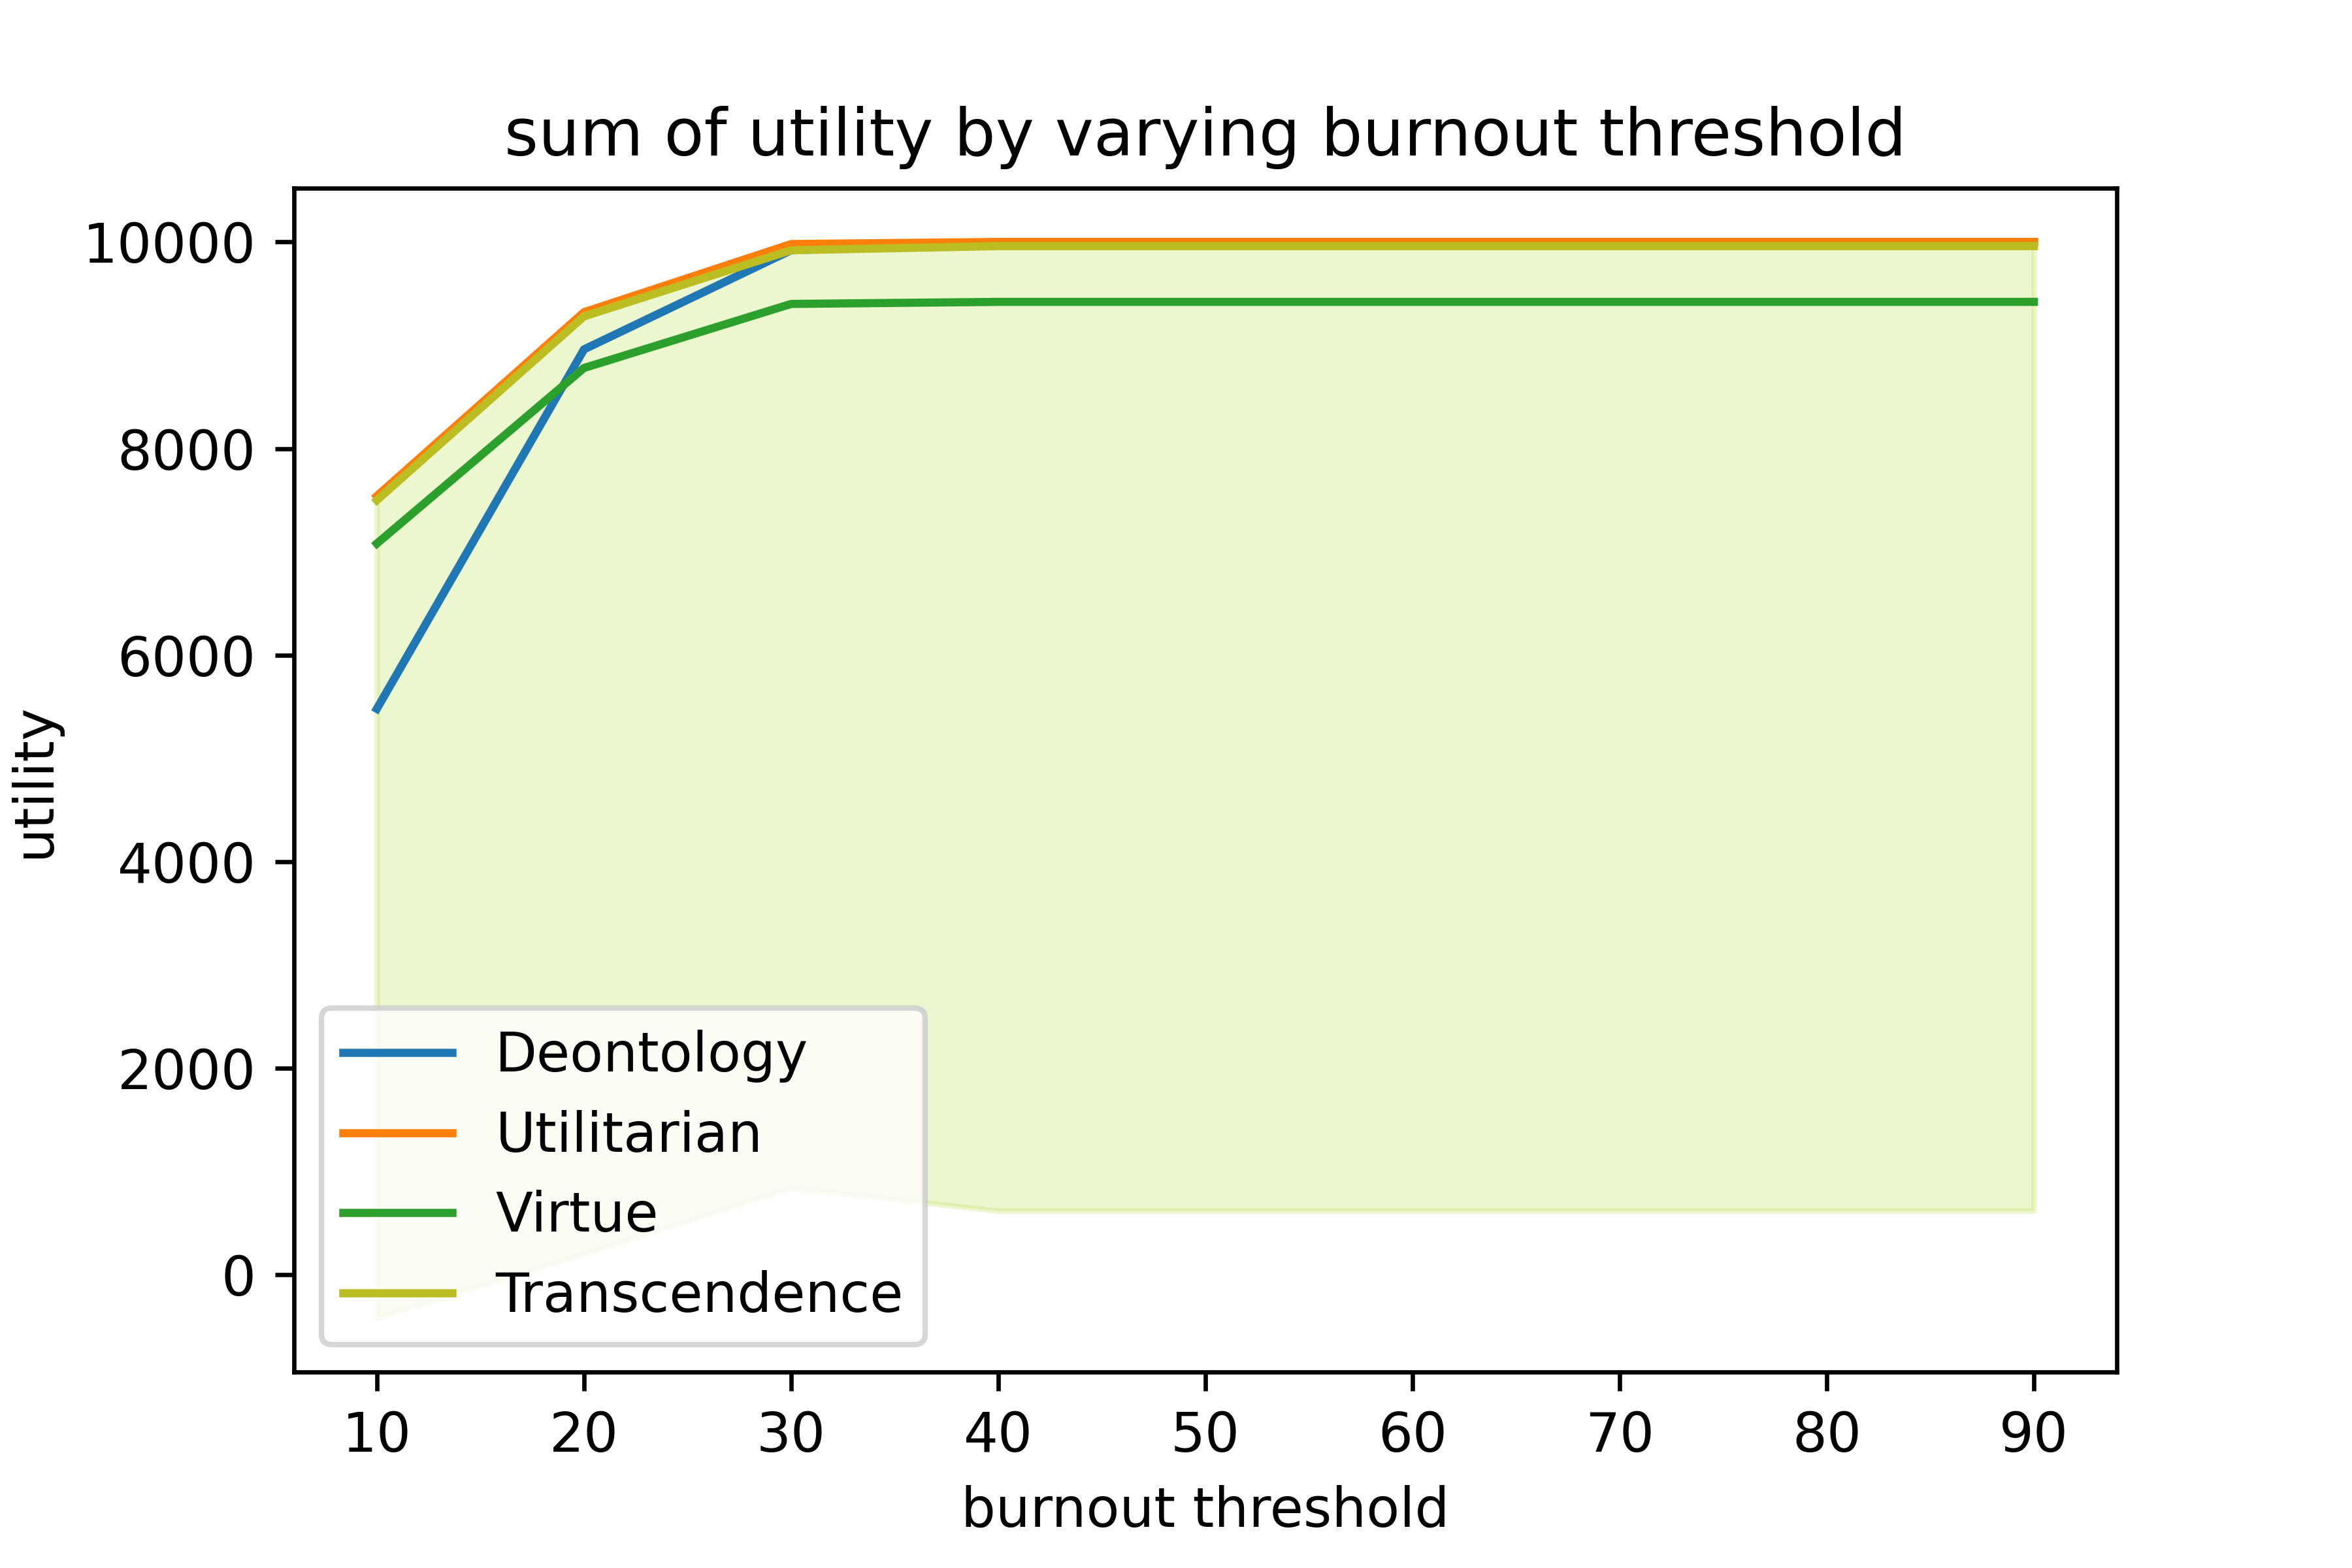 sum of utility by varying burnout threshold
10000
8000
6000
4000
2000
0
utility
Deontology
Utilitarian
Virtue
Transcendence
10 20 30 40 50 60 70 80 90
burnout threshold